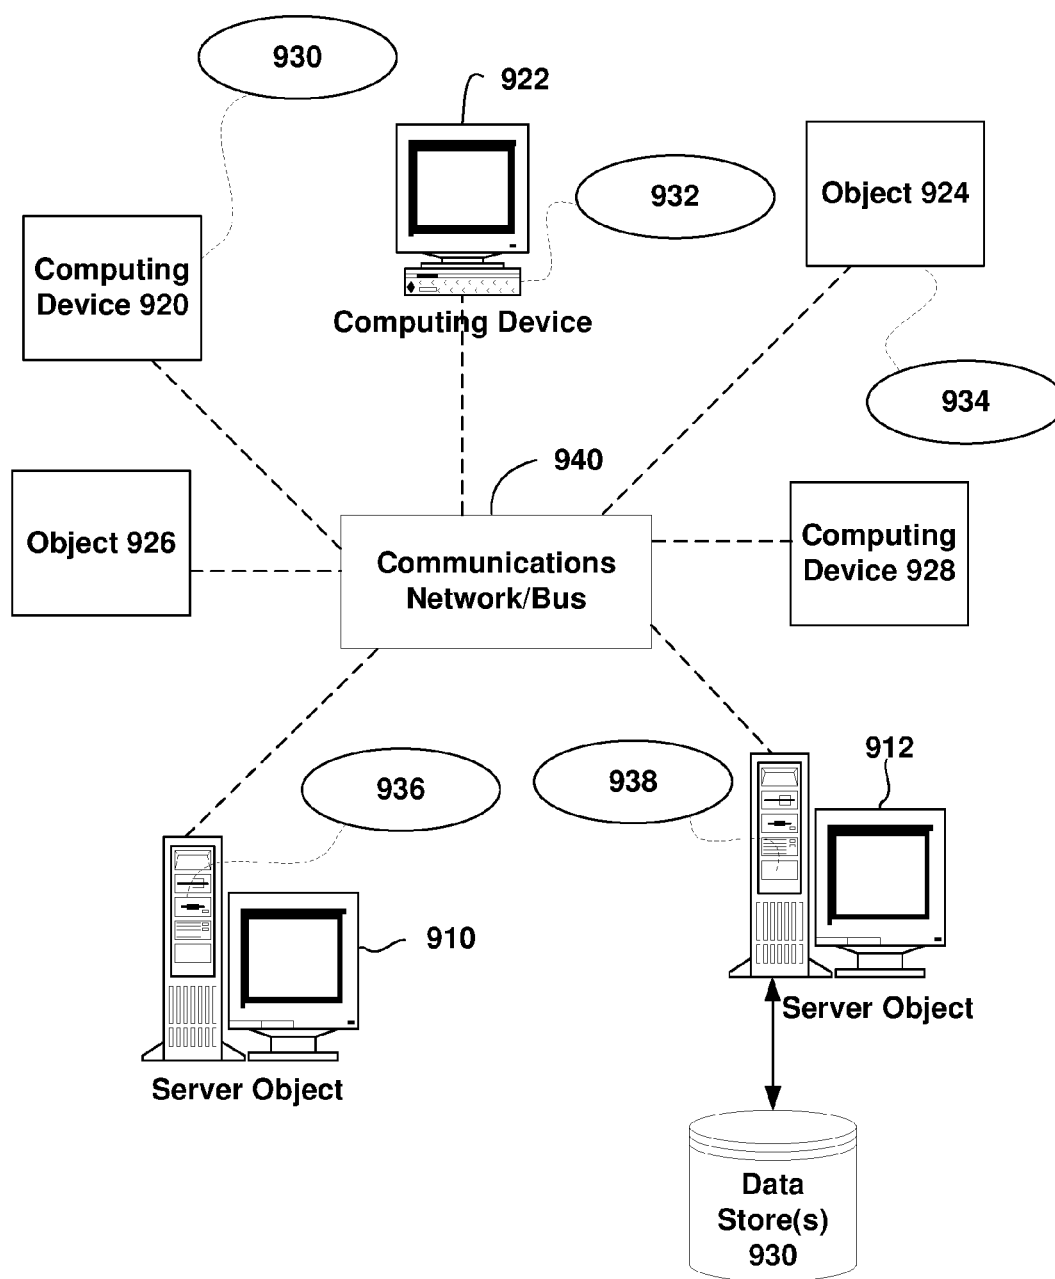 930
922
932
Object 924
Computing
Device 920
Computing Device
934
940
Object 926
Communications
Network/Bus
Computing
Device 928
936
938
912
910
Server Object
Server Object
Data
Store(s)
930